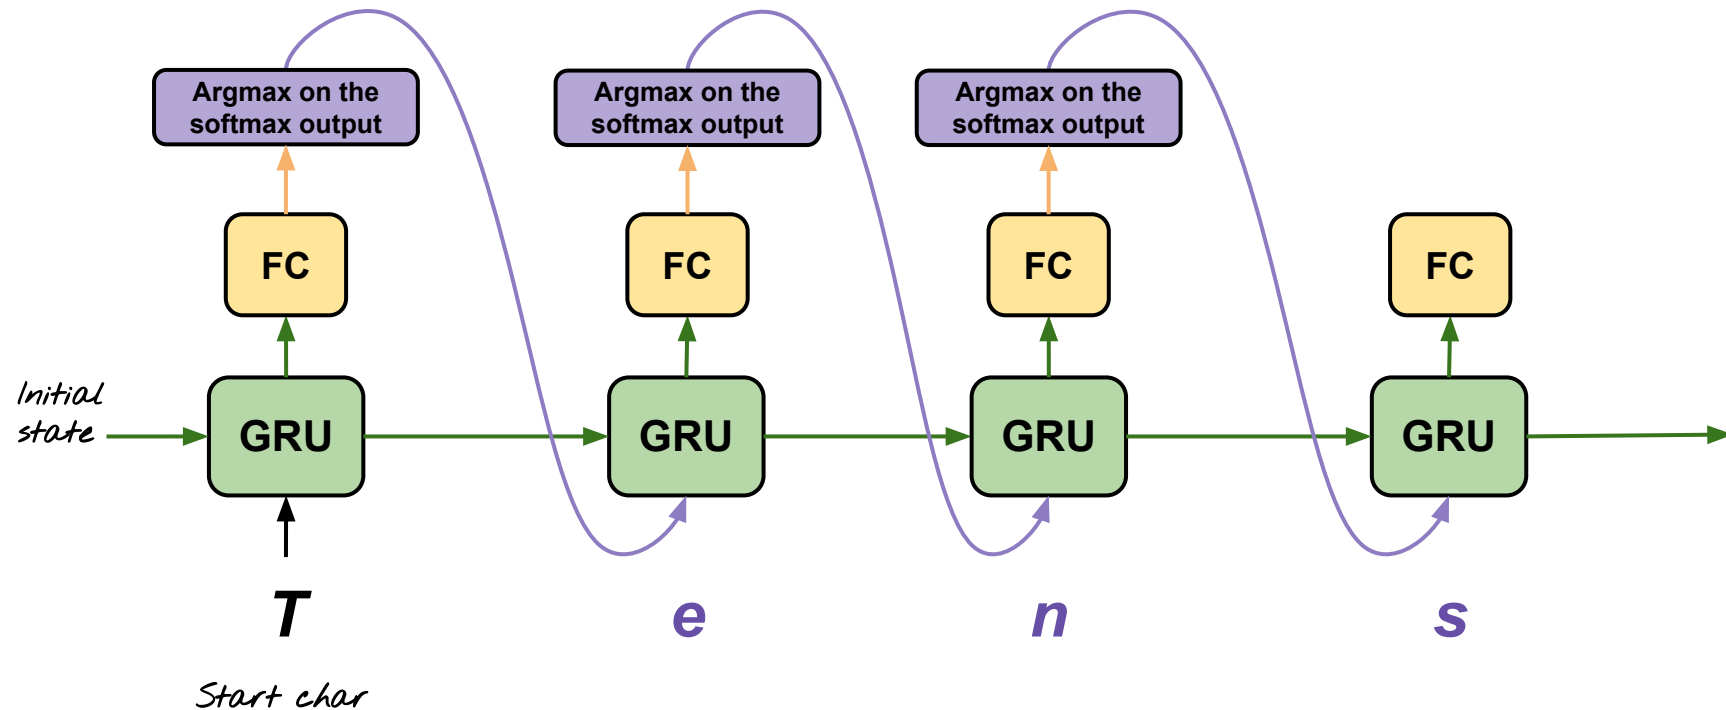 Argmax on the
softmax output
Argmax on the
softmax output
Argmax on the
softmax output
FC
FC
FC
FC
Initial
state
GRU
GRU
GRU
GRU
T
e
n
s
Start char